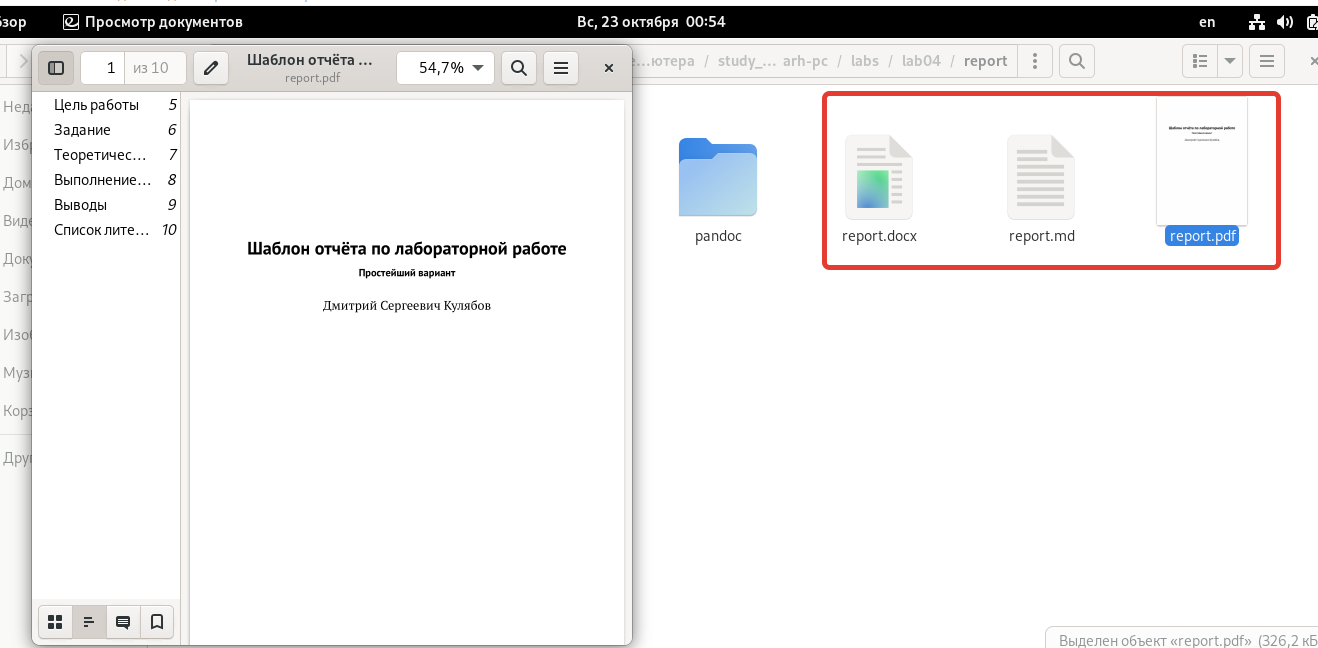 Просмотр документов
Вс, 23 октября 00:54
en
1 из 10
Шаблон отчёта ...
report.pdf
54,7%
е...ютера / study_... arh-pc / labs / lab04 / report
Цель работы 5
Задание 6
Теоретичес... 7
Выполнение... 8
Выводы 9
Список лите... 10
Шаблон отчёта по лабораторной работе
Простейший вариант
Дмитрий Сергеевич Кулябов
pandoc
report.docx
report.md
report.pdf
Выделен объект «report.pdf» (326,2 кБ